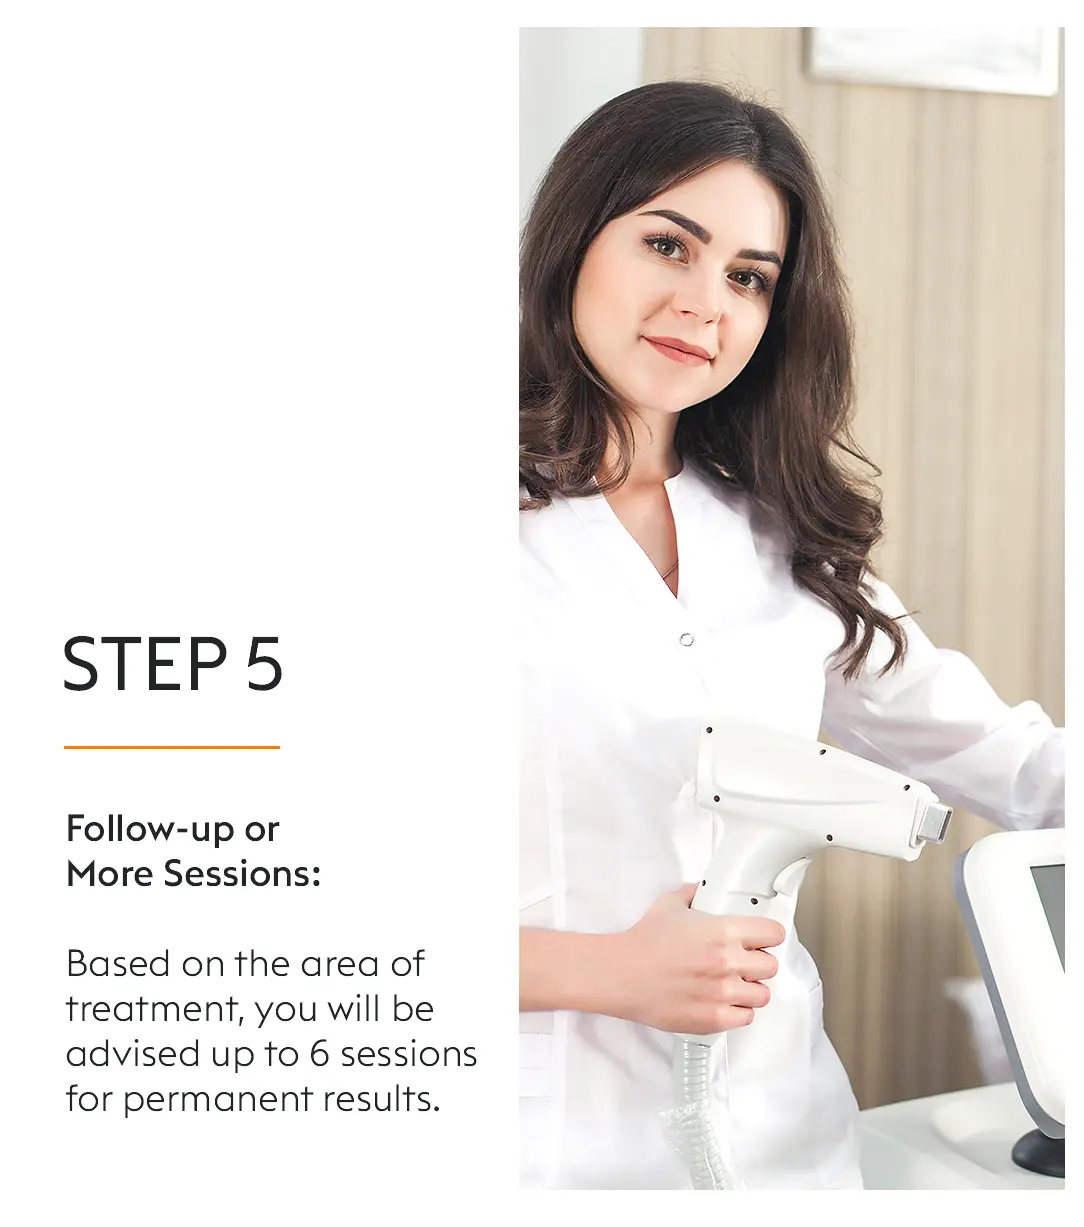 STEP 5
Follow-up or
More Sessions:
Based on the area of
treatment, you will be
advised up to 6 sessions
for permanent results.